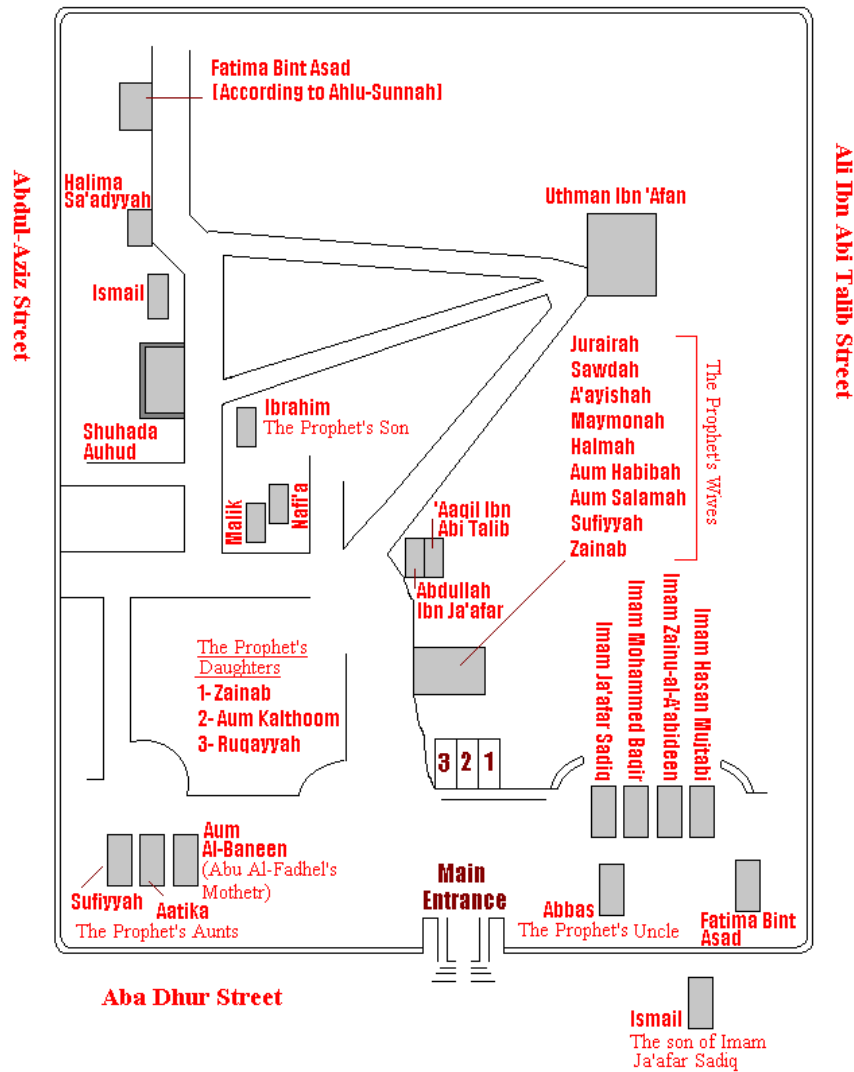 Fatima Bint Asad
[According to Ahlu-Sunnah]
Halima
Sa'adyyah
Uthman Ibn 'Afan
Abdul-Aziz Street
Ali Ibn Abi Talib Street
Ismail
Shuhada
Auhud
Ibrahim
The Prophet's Son
Malik
Nafi'a
Jurairah
Sawdah
A'ayishah
Maymonah
Halmah
Aum Habibah
Aum Salamah
Sufiyyah
Zainab
The Prophet's Wives
'Aaqil Ibn
Abi Talib
Abdullah
Ibn Ja'afar
The Prophet's
Daughters
1- Zainab
2- Aum Kalthoom
3- Ruqayyah
3 2 1
Imam Ja'afar Sadiq
Imam Mohammed Baqir
Imam Zainu-al-A'abideen
Imam Hasan Mujtabi
Aum
Al-Baneen
(Abu Al-Fadhel's
Mothetr)
Sufiyyah
Aatika
The Prophet's Aunts
Main
Entrance
Abbas
The Prophet's Uncle
Fatima Bint
Asad
Aba Dhur Street
Ismail
The son of Imam
Ja'afar Sadiq